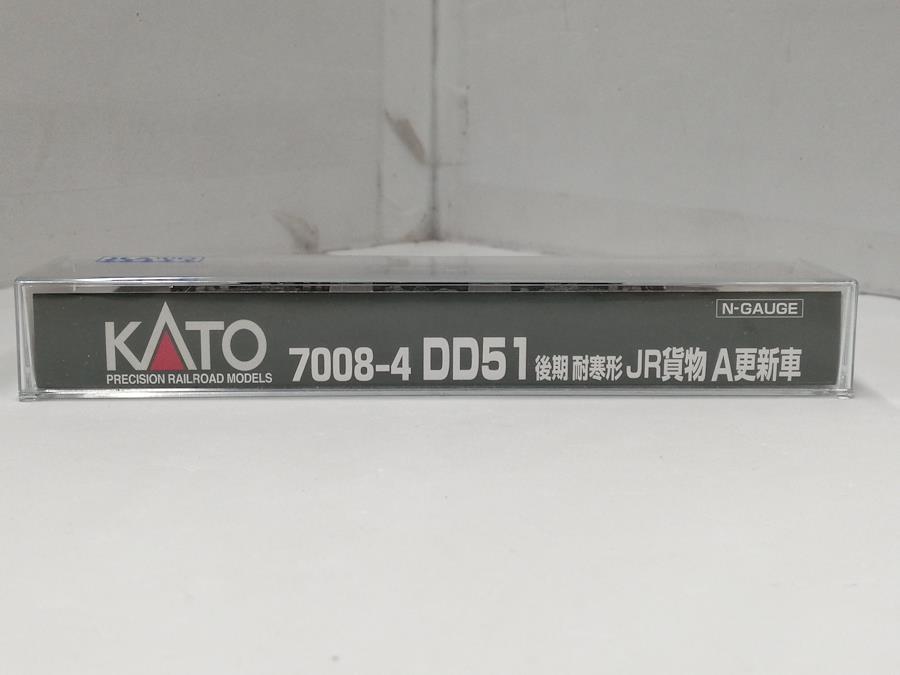 N-GAUGE
KATO
PRECISION RAILROAD MODELS
7008-4 DD51 後期 耐寒形 JR貨物 A更新車